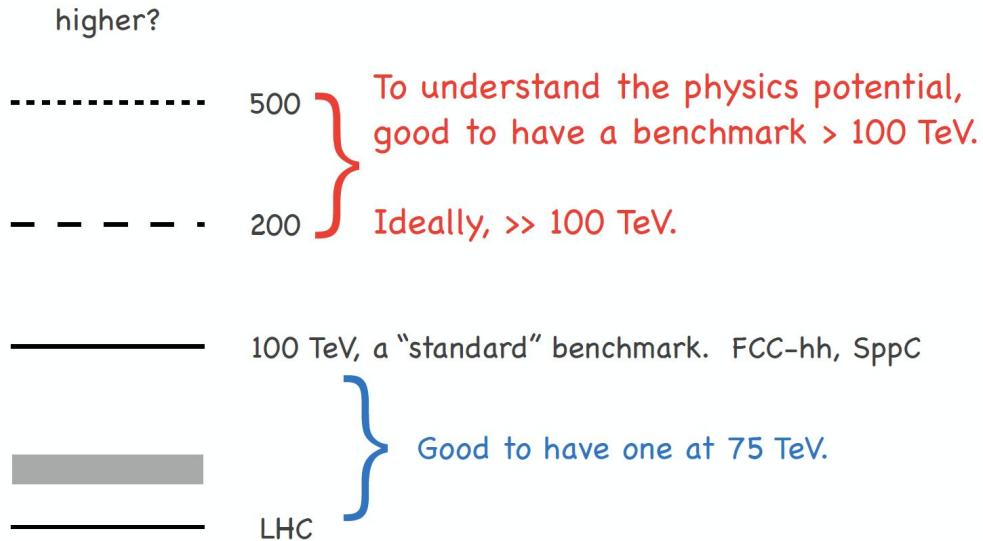 higher?
500
To understand the physics potential,
good to have a benchmark > 100 TeV.
200
Ideally, >> 100 TeV.
100 TeV, a “standard” benchmark. FCC-hh, SppC
Good to have one at 75 TeV.
LHC